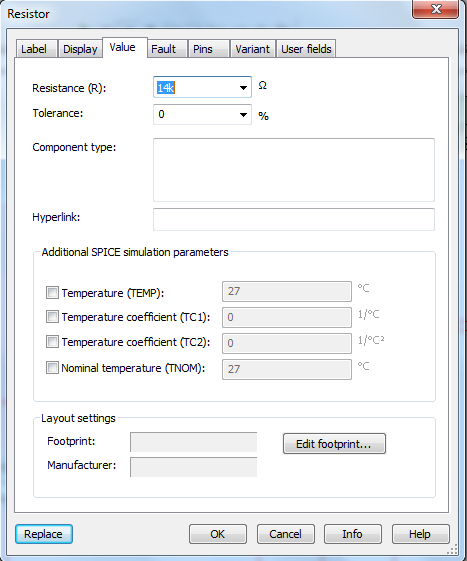 Resistor
Label Display Value Fault Pins Variant User fields
Resistance (R): 14k Ω
Tolerance: 0 %
Component type:
Hyperlink:
Additional SPICE simulation parameters
Temperature (TEMP): 27 °C
Temperature coefficient (TC1): 0 1/°C
Temperature coefficient (TC2): 0 1/°C²
Nominal temperature (TNOM): 27 °C
Layout settings
Footprint: Edit footprint...
Manufacturer:
Replace OK Cancel Info Help